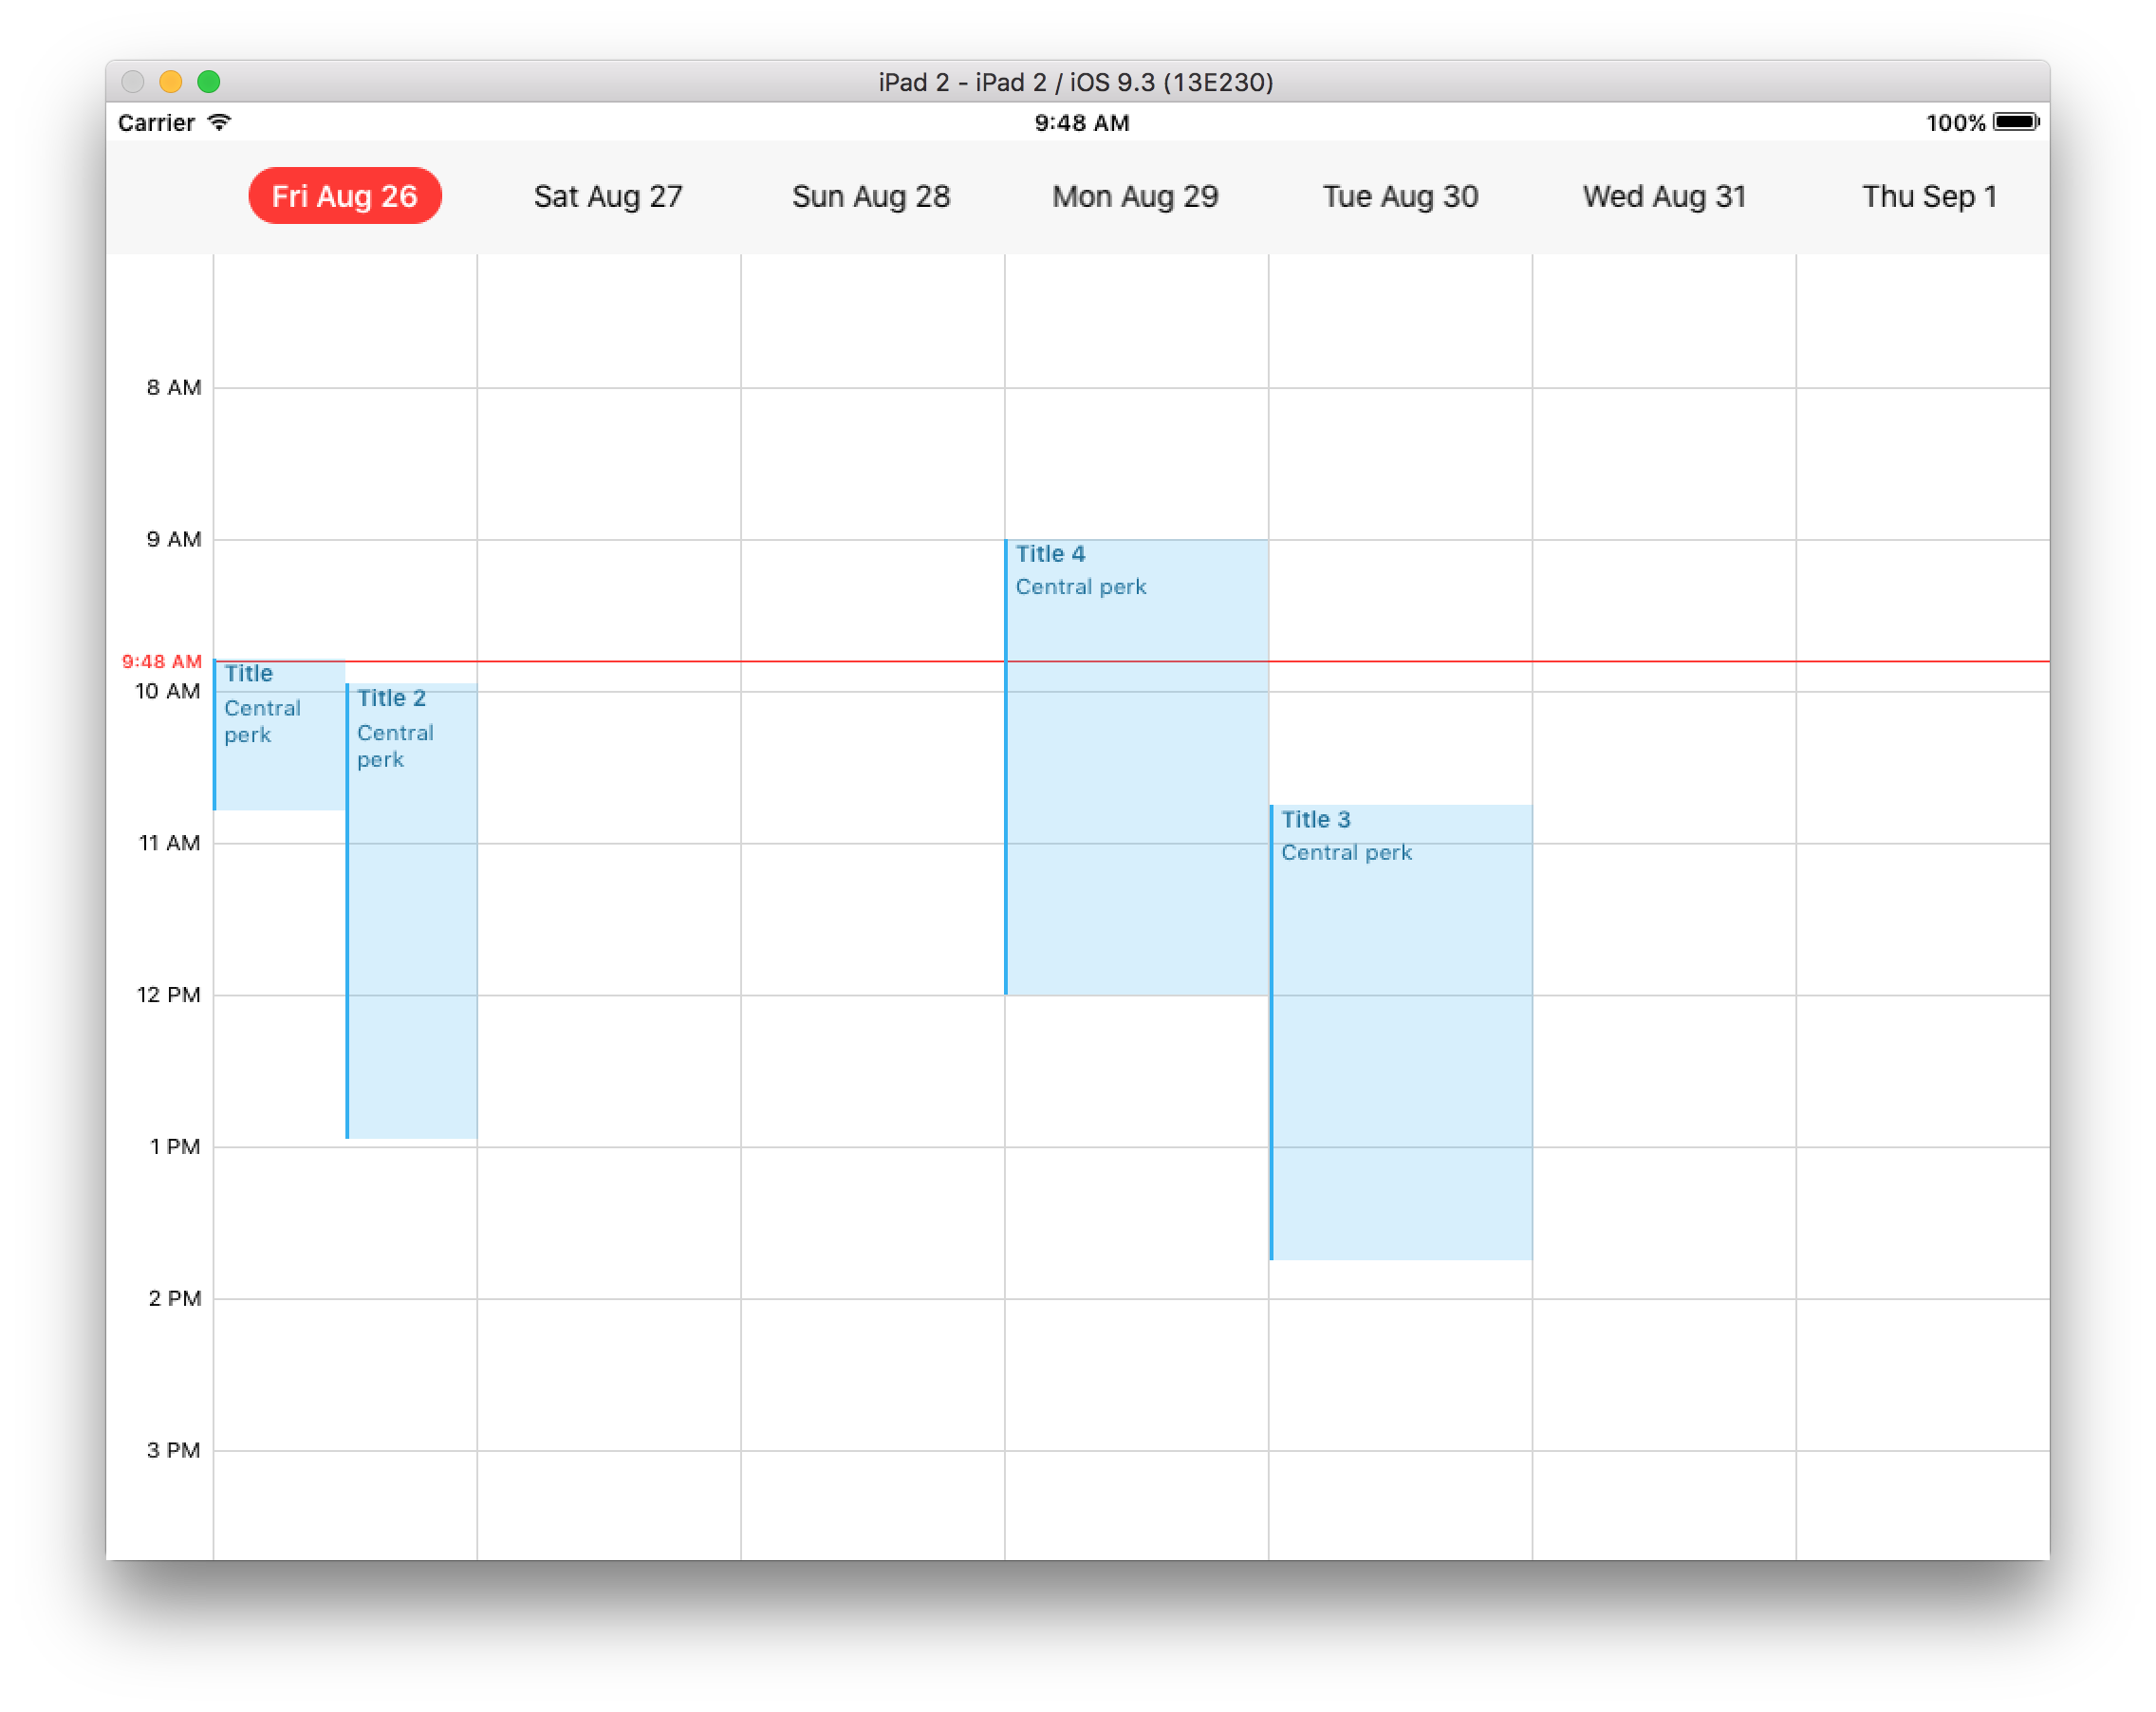 iPad 2 - iPad 2 / iOS 9.3 (13E230)
Carrier 9:48 AM 100%
Fri Aug 26 Sat Aug 27 Sun Aug 28 Mon Aug 29 Tue Aug 30 Wed Aug 31 Thu Sep 1
8 AM
9 AM
Title 4
Central perk
9:48 AM
Title
10 AM
Title 2
Central
perk
Central
perk
Title 3
11 AM
Central perk
12 PM
1 PM
2 PM
3 PM